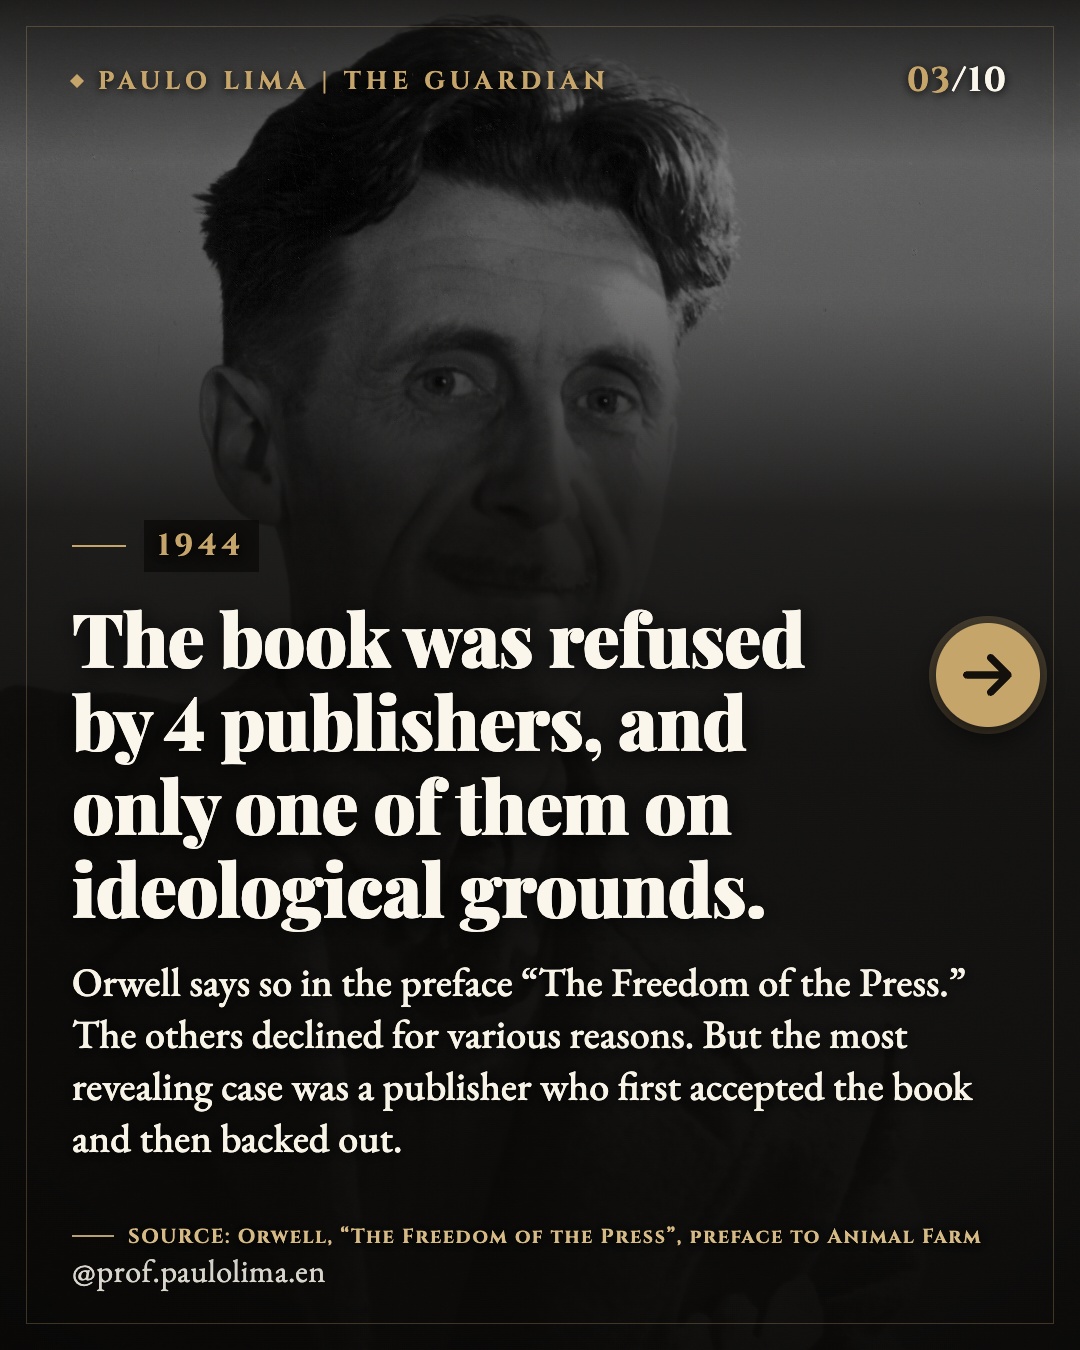 ◆ PAULO LIMA | THE GUARDIAN
03/10
1944
The book was refused
by 4 publishers, and
only one of them on
ideological grounds.
Orwell says so in the preface “The Freedom of the Press.”
The others declined for various reasons. But the most
revealing case was a publisher who first accepted the book
and then backed out.
SOURCE: Orwell, “The Freedom of the Press”, preface to Animal Farm
@prof.paulolima.en